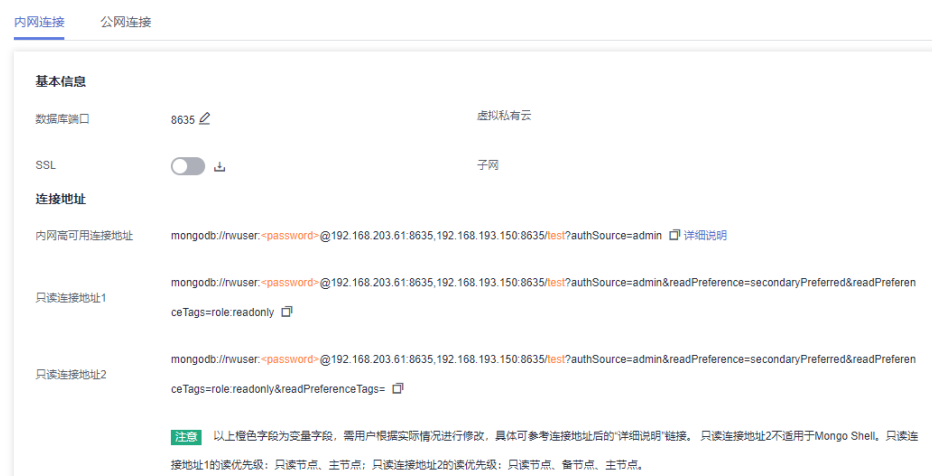 内网连接 公网连接
基本信息
数据库端口 8635 虚拟私有云
SSL 子网
连接地址
内网高可用连接地址 mongodb://rwuser:<password>@192.168.203.61:8635,192.168.193.150:8635/test?authSource=admin 详细说明
mongodb://rwuser:<password>@192.168.203.61:8635,192.168.193.150:8635/test?authSource=admin&readPreference=secondaryPreferred&readPreferen
只读连接地址1
ceTags=role:readonly
mongodb://rwuser:<password>@192.168.203.61:8635,192.168.193.150:8635/test?authSource=admin&readPreference=secondaryPreferred&readPreferen
只读连接地址2
ceTags=role:readonly&readPreferenceTags=
注意 以上橙色字段为变量字段，需用户根据实际情况进行修改，具体可参考连接地址后的“详细说明”链接。 只读连接地址2不适用于Mongo Shell。只读连
接地址1的读优先级：只读节点、主节点；只读连接地址2的读优先级：只读节点、备节点、主节点。